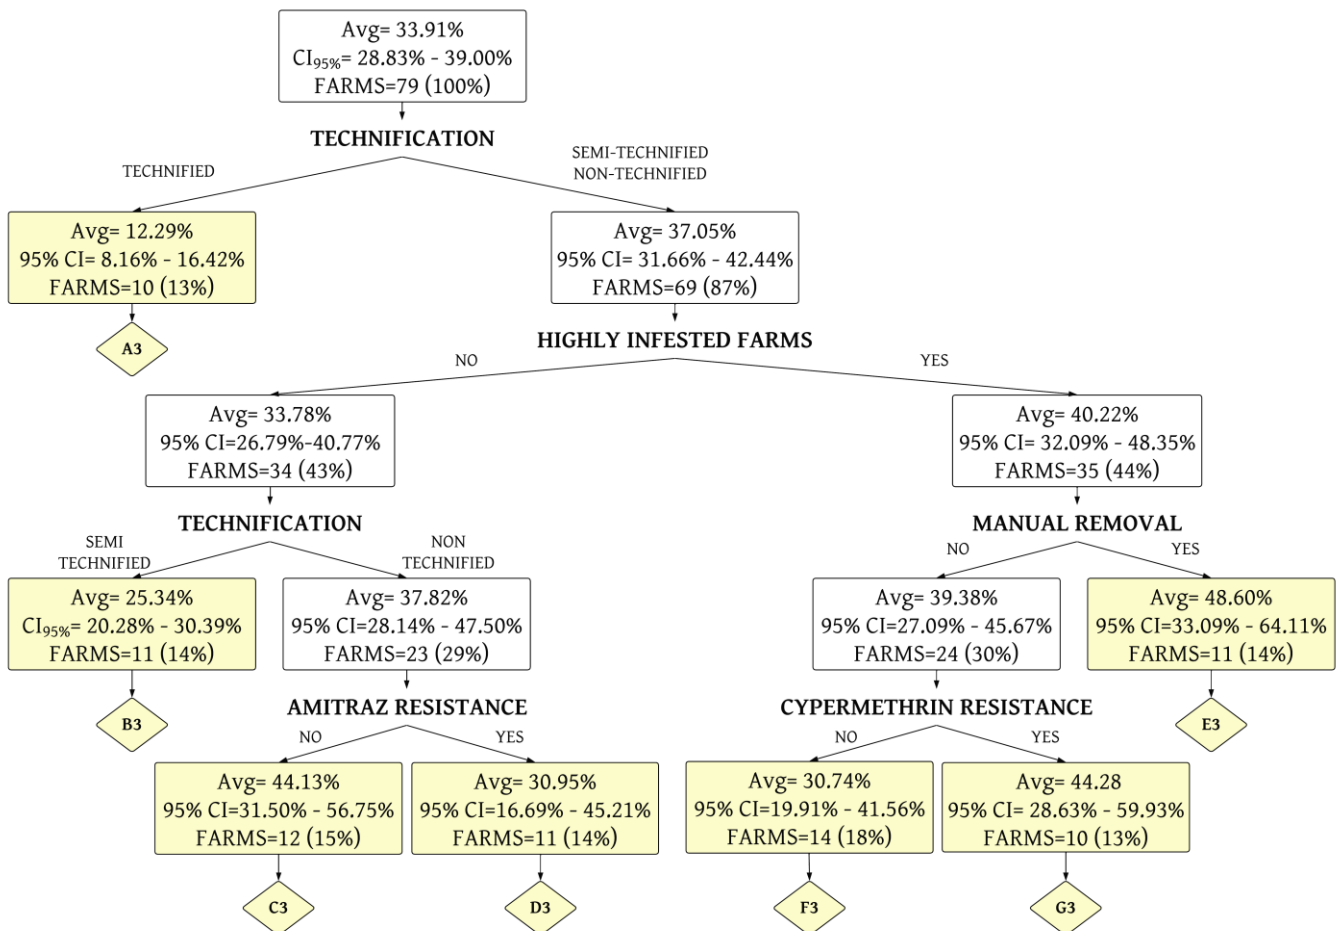 Avg= 33.91%
CI95%= 28.83% - 39.00%
FARMS=79 (100%)
TECHNIFICATION
TECHNIFIED
SEMI-TECHNIFIED
NON-TECHNIFIED
Avg= 12.29%
95% CI= 8.16% - 16.42%
FARMS=10 (13%)
A3
Avg= 37.05%
95% CI= 31.66% - 42.44%
FARMS=69 (87%)
HIGHLY INFESTED FARMS
NO
YES
Avg= 33.78%
95% CI=26.79%-40.77%
FARMS=34 (43%)
Avg= 40.22%
95% CI= 32.09% - 48.35%
FARMS=35 (44%)
TECHNIFICATION
SEMI
TECHNIFIED
NON
TECHNIFIED
MANUAL REMOVAL
NO
YES
Avg= 25.34%
CI95%= 20.28% - 30.39%
FARMS=11 (14%)
B3
Avg= 37.82%
95% CI=28.14% - 47.50%
FARMS=23 (29%)
Avg= 39.38%
95% CI=27.09% - 45.67%
FARMS=24 (30%)
Avg= 48.60%
95% CI=33.09% - 64.11%
FARMS=11 (14%)
E3
AMITRAZ RESISTANCE
NO
YES
CYPERMETHRIN RESISTANCE
NO
YES
Avg= 44.13%
95% CI=31.50% - 56.75%
FARMS=12 (15%)
C3
Avg= 30.95%
95% CI=16.69% - 45.21%
FARMS=11 (14%)
D3
Avg= 30.74%
95% CI=19.91% - 41.56%
FARMS=14 (18%)
F3
Avg= 44.28
95% CI= 28.63% - 59.93%
FARMS=10 (13%)
G3